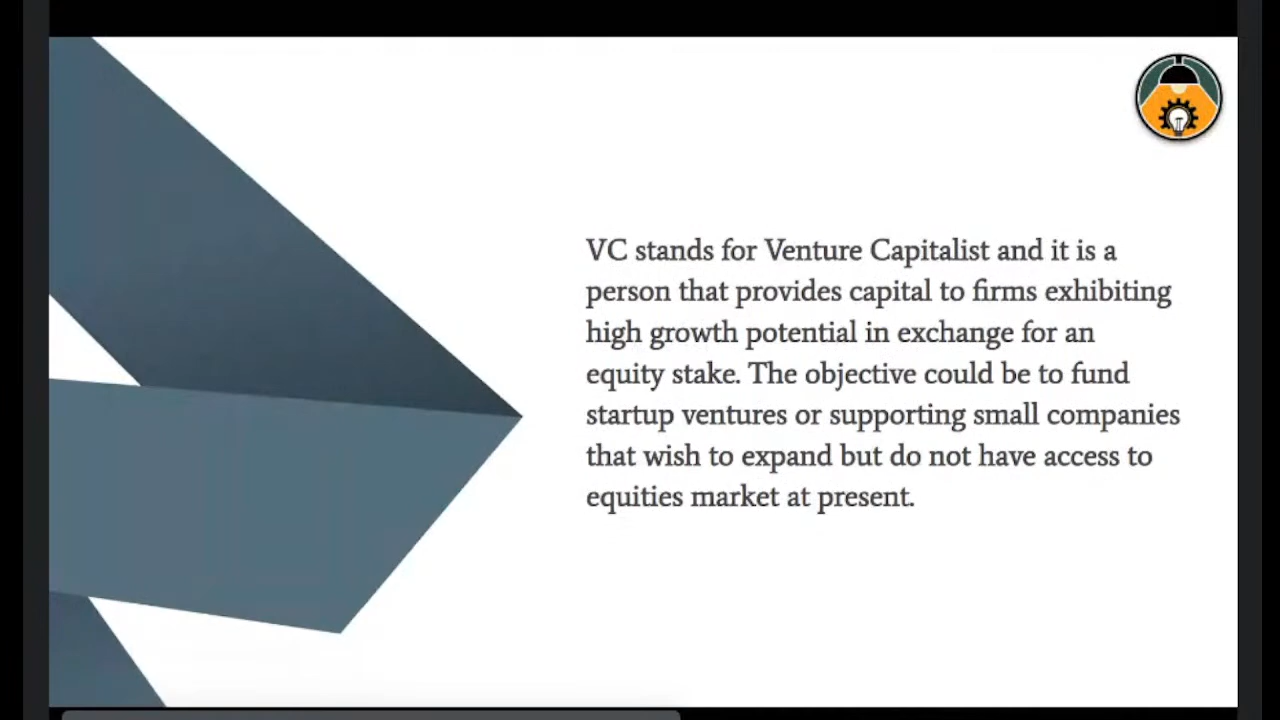 VC stands for Venture Capitalist and it is a
person that provides capital to firms exhibiting
high growth potential in exchange for an
equity stake. The objective could be to fund
startup ventures or supporting small companies
that wish to expand but do not have access to
equities market at present.